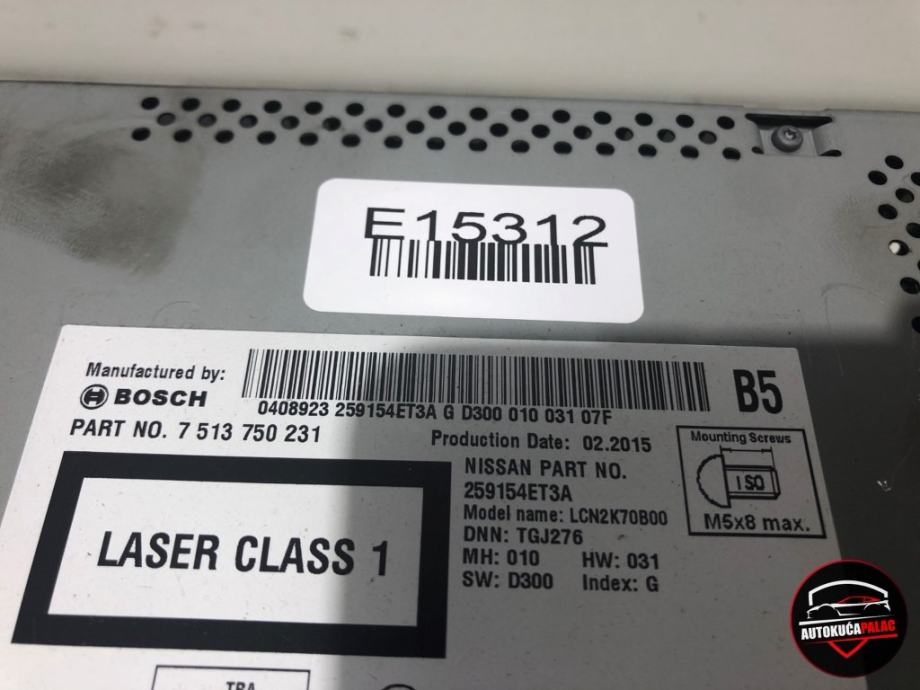 E15312
Manufactured by:
BOSCH
0408923 259154ET3A G D300 010 031 07F
B5
PART NO. 7 513 750 231
Production Date: 02.2015
Mounting Screws
ISO
M5x8 max.
NISSAN PART NO.
259154ET3A
Model name: LCN2K70B00
DNN: TGJ276
MH: 010 HW: 031
SW: D300 Index: G
LASER CLASS 1
TRA
AUTOKUĆAPALAC